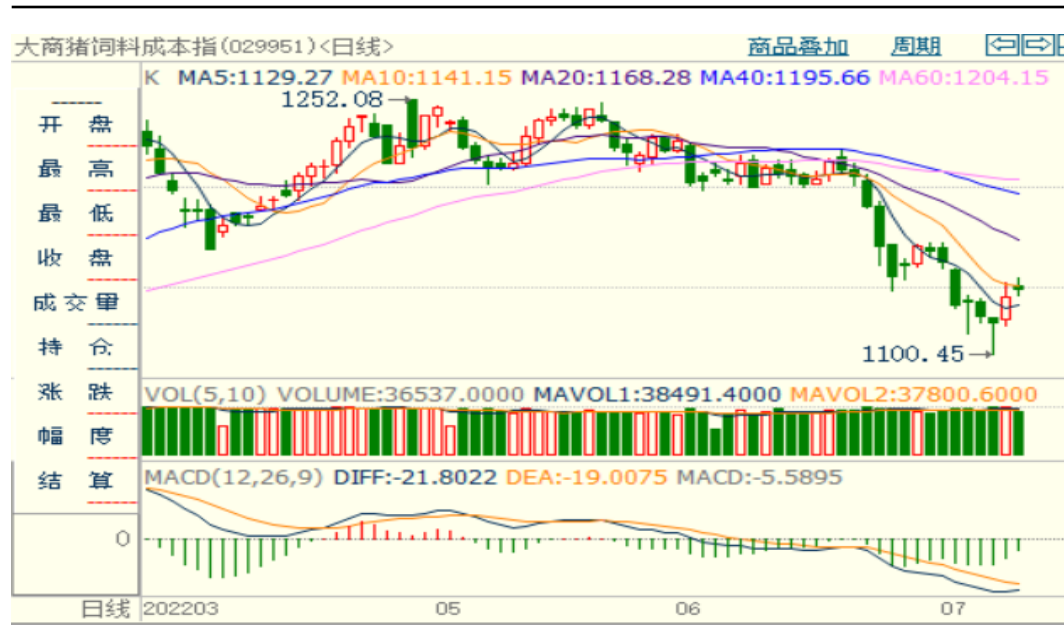 大商猪饲料成本指(029951)<日线> 商品叠加 周期
K MA5:1129.27 MA10:1141.15 MA20:1168.28 MA40:1195.66 MA60:1204.15
1252.08
开盘
最高
最低
收盘
成交量
持仓
1100.45
涨跌
VOL(5,10) VOLUME:36537.0000 MAVOL1:38491.4000 MAVOL2:37800.6000
幅度
结算
MACD(12,26,9) DIFF:-21.8022 DEA:-19.0075 MACD:-5.5895
0
日线 202203 05 06 07